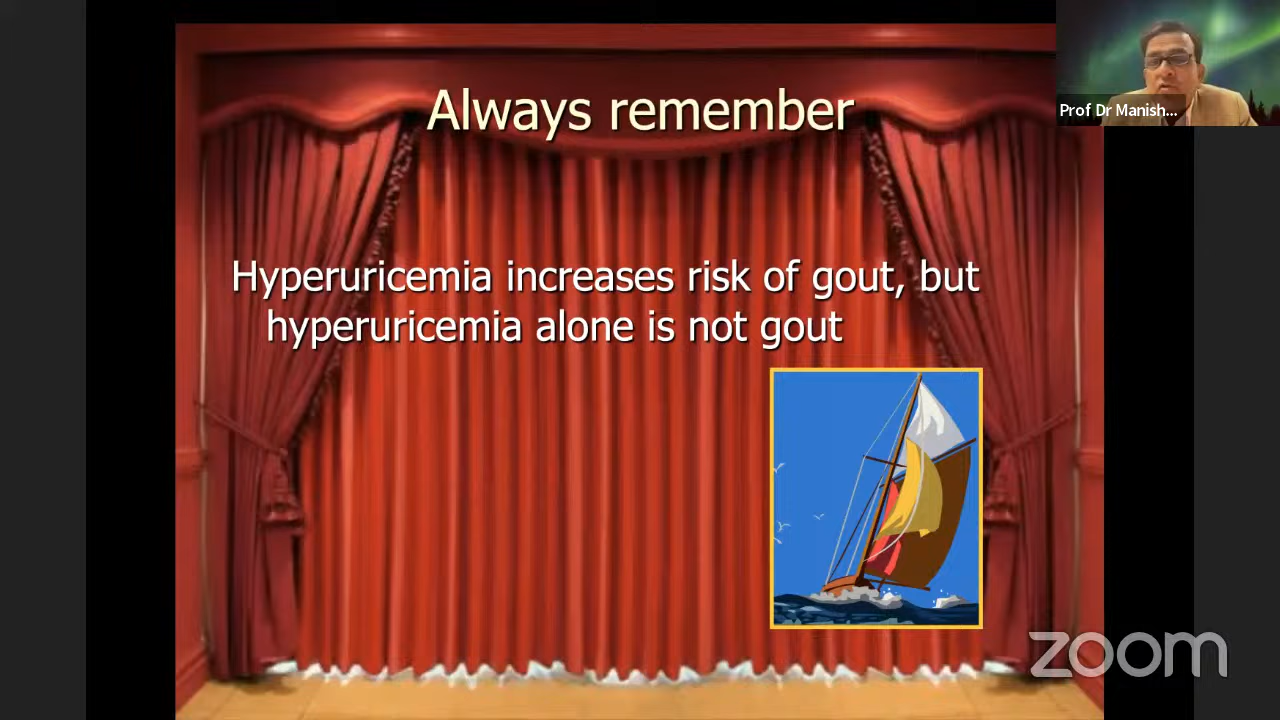 Always remember
Prof Dr Manish...
Hyperuricemia increases risk of gout, but
hyperuricemia alone is not gout
zoom